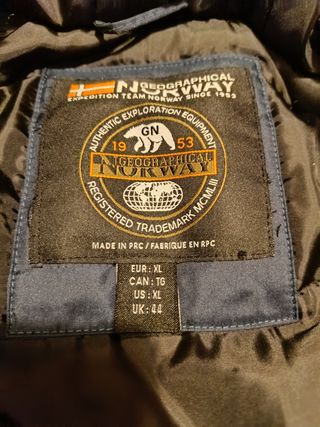 GEOGRAPHICAL
NORWAY
EXPEDITION TEAM NORWAY SINCE 1953
AUTHENTIC EXPLORATION EQUIPMENT
GN
19 53
GEOGRAPHICAL
NORWAY
REGISTERED TRADEMARK MCMLIII
MADE IN PRC / FABRIQUE EN RPC
EUR : XL
CAN : TG
US : XL
UK : 44